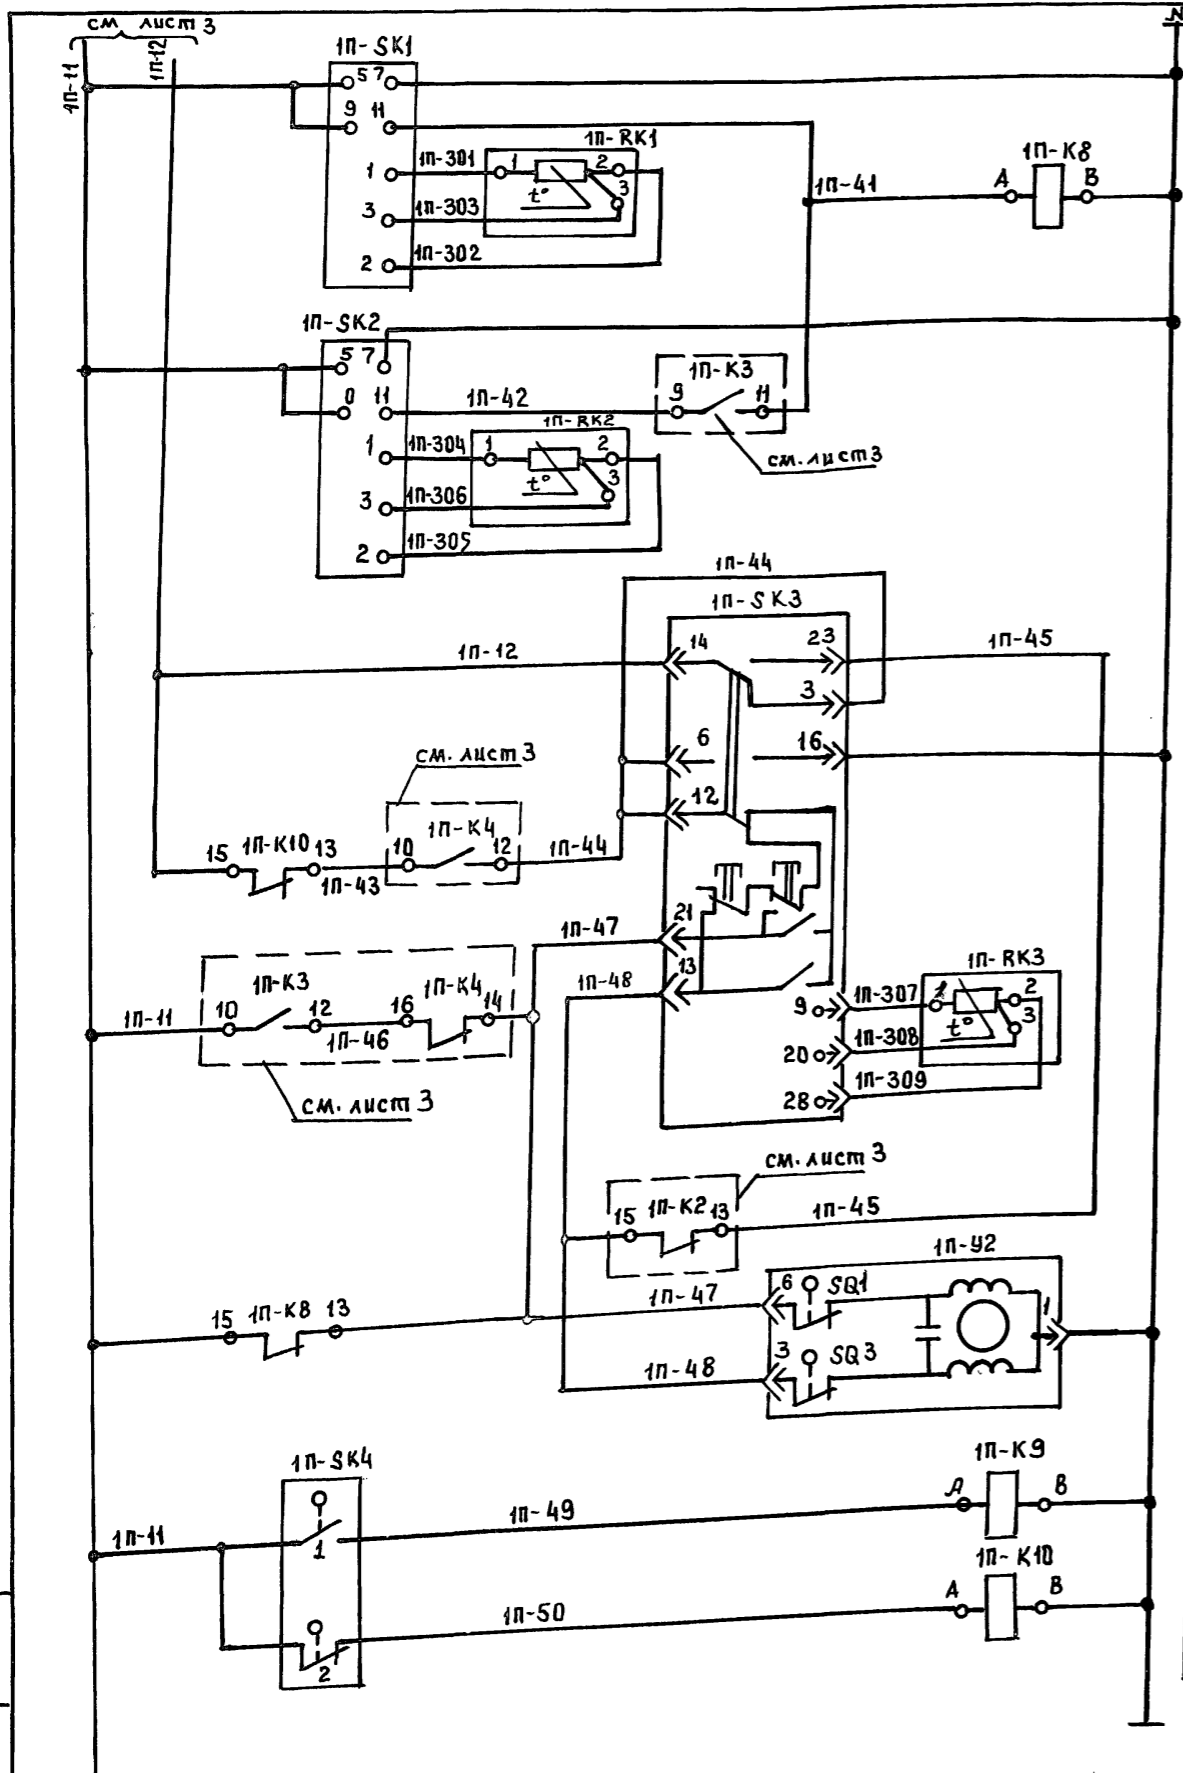 см. лист 3
1П-11
1П-12
N
1П-SK1
5 7
9 11
1
1П-301
1П-RK1
1
2
3
t°
3
1П-303
2
1П-302
1П-41
1П-K8
A
B
1П-SK2
5 7
0 11
1П-42
1П-K3
9
11
см. лист 3
1
1П-304
1П-RK2
1
2
3
t°
3
1П-306
2
1П-305
1П-44
1П-SK3
1П-12
14
23
1П-45
3
6
16
12
см. лист 3
15
1П-K10
13
1П-43
10
1П-K4
12
1П-44
1П-47
21
1П-48
13
1П-K3
1П-K4
1П-11
10
12
1П-46
16
14
см. лист 3
9
1П-307
1П-RK3
1
2
3
t°
20
1П-308
28
1П-309
см. лист 3
15
1П-K2
13
1П-45
1П-У2
15
1П-K8
13
1П-47
6
SQ1
1
1П-48
3
SQ3
1П-SK4
1П-11
1
1П-49
1П-K9
A
B
2
1П-50
1П-K10
A
B